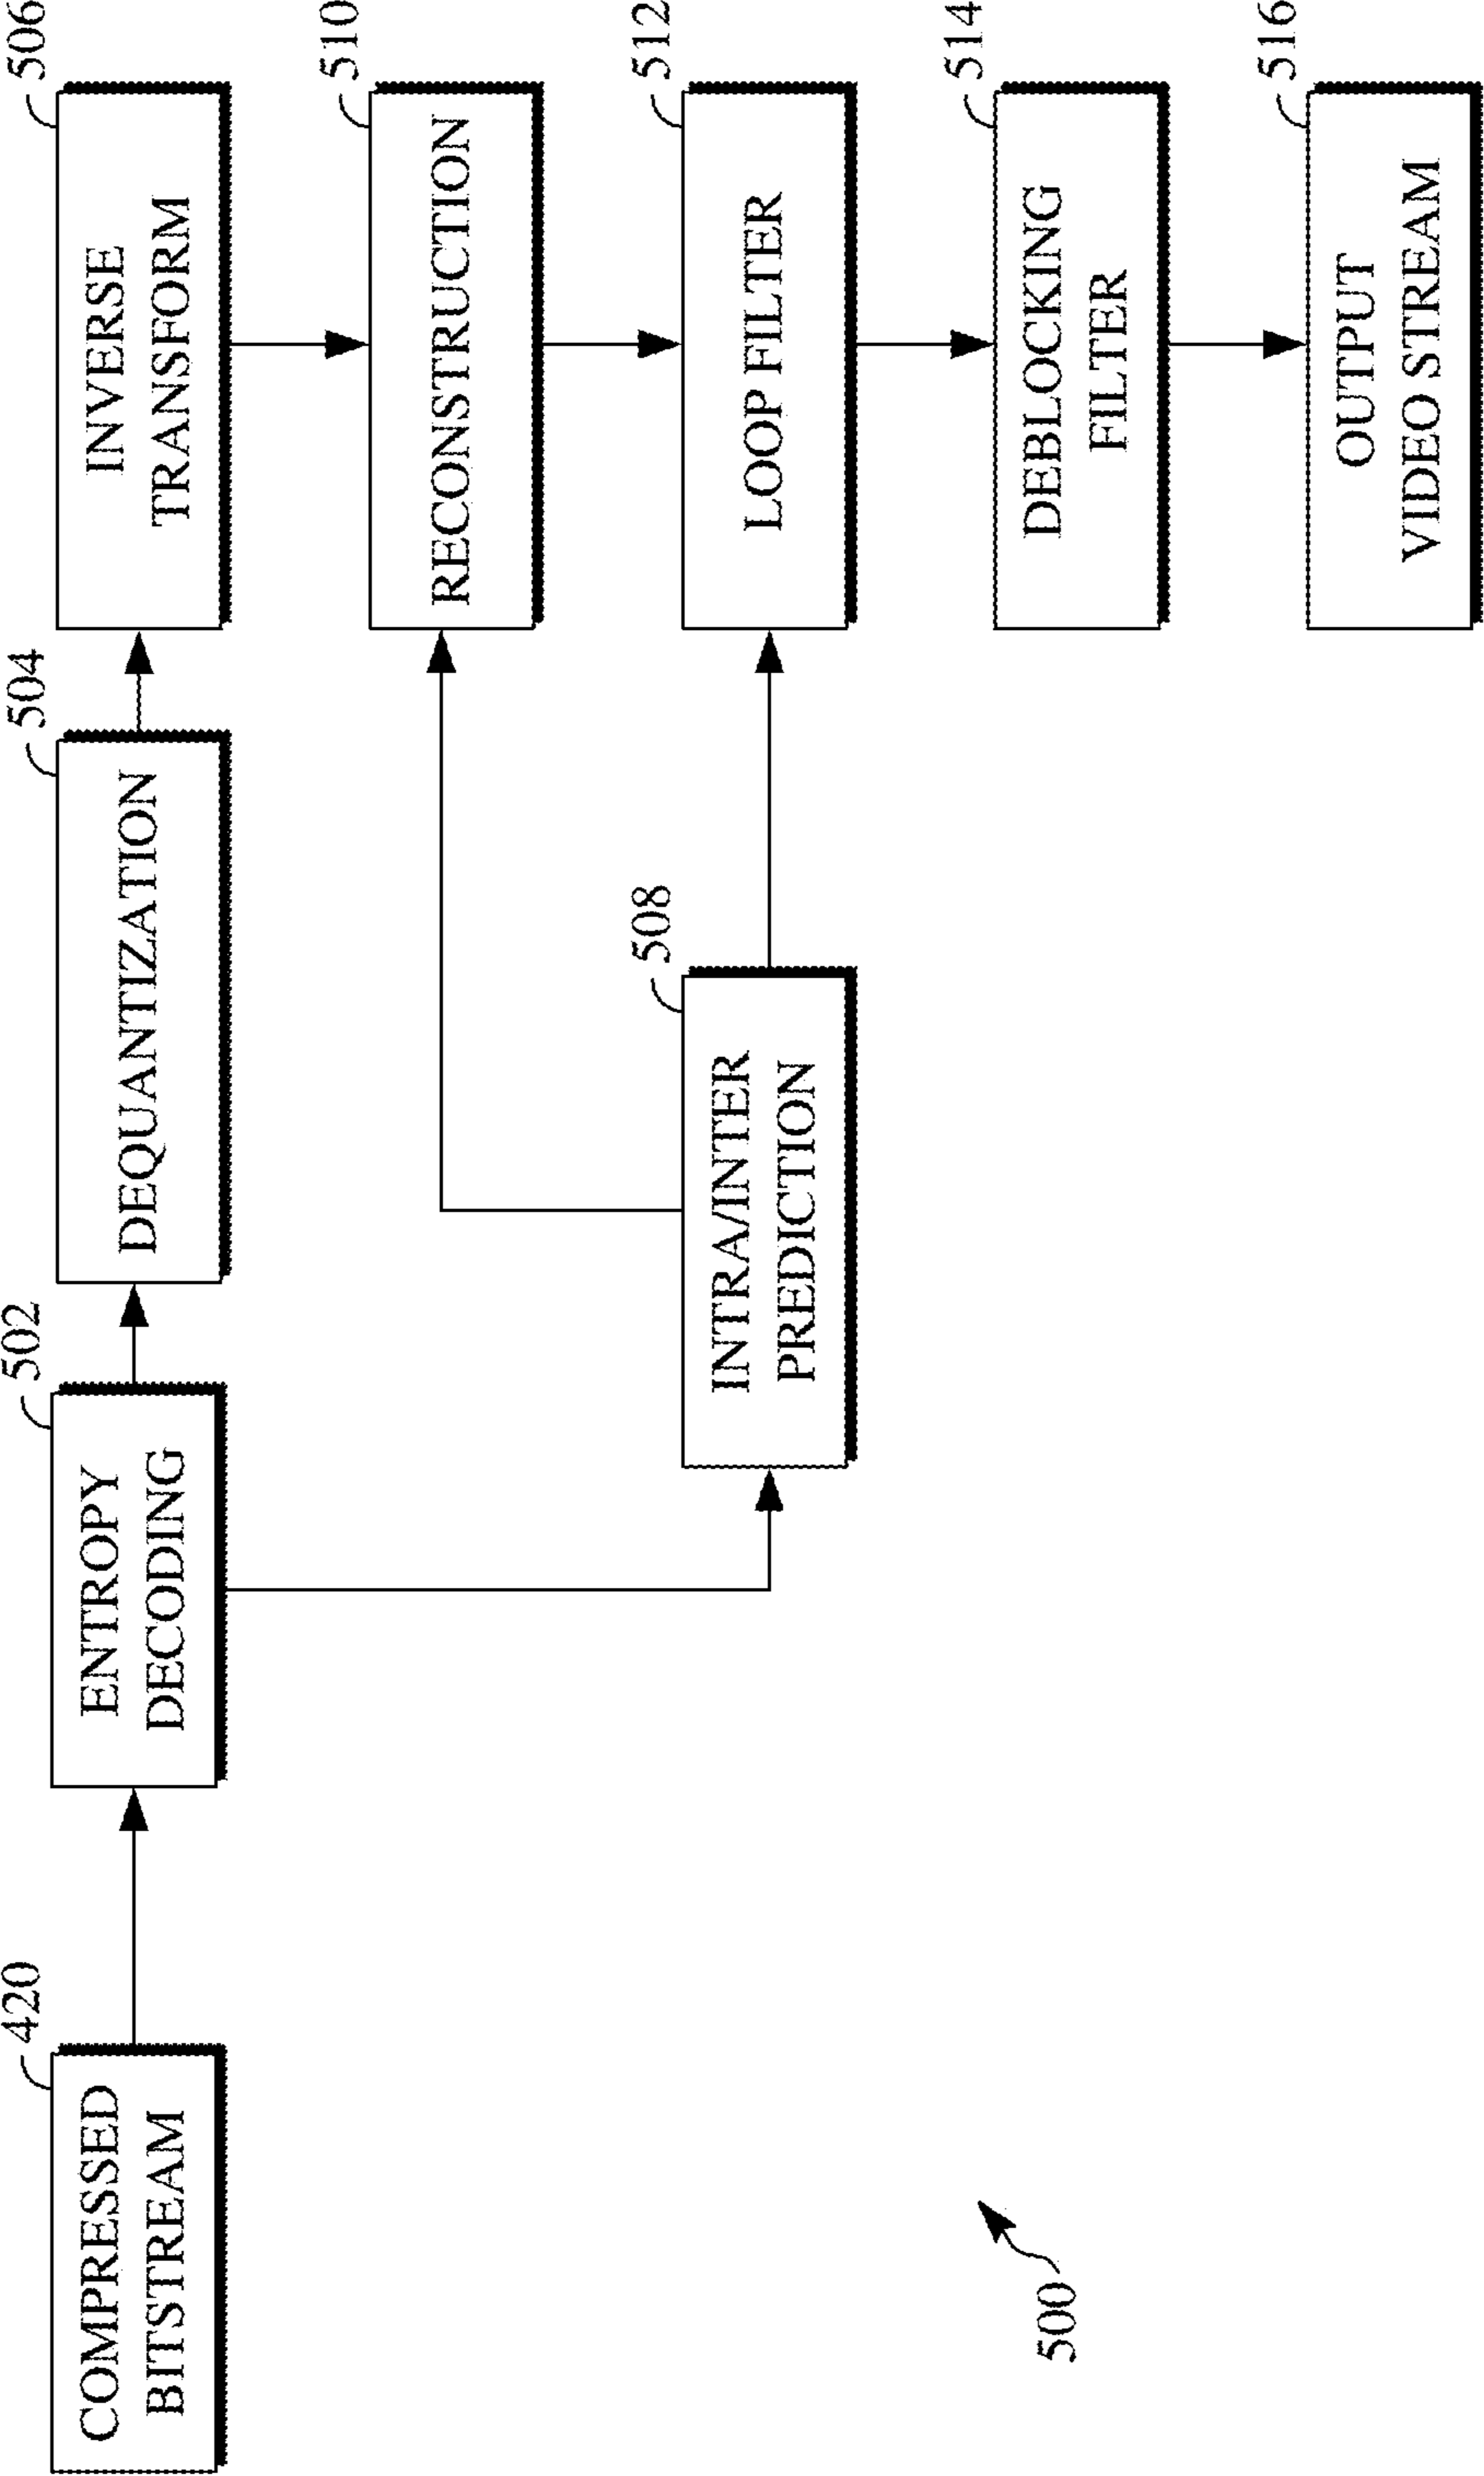 420
COMPRESSED
BITSTREAM
502
ENTROPY
DECODING
504
DEQUANTIZATION
506
INVERSE
TRANSFORM
508
INTRA/INTER
PREDICTION
510
RECONSTRUCTION
512
LOOP FILTER
514
DEBLOCKING
FILTER
516
OUTPUT
VIDEO STREAM
500